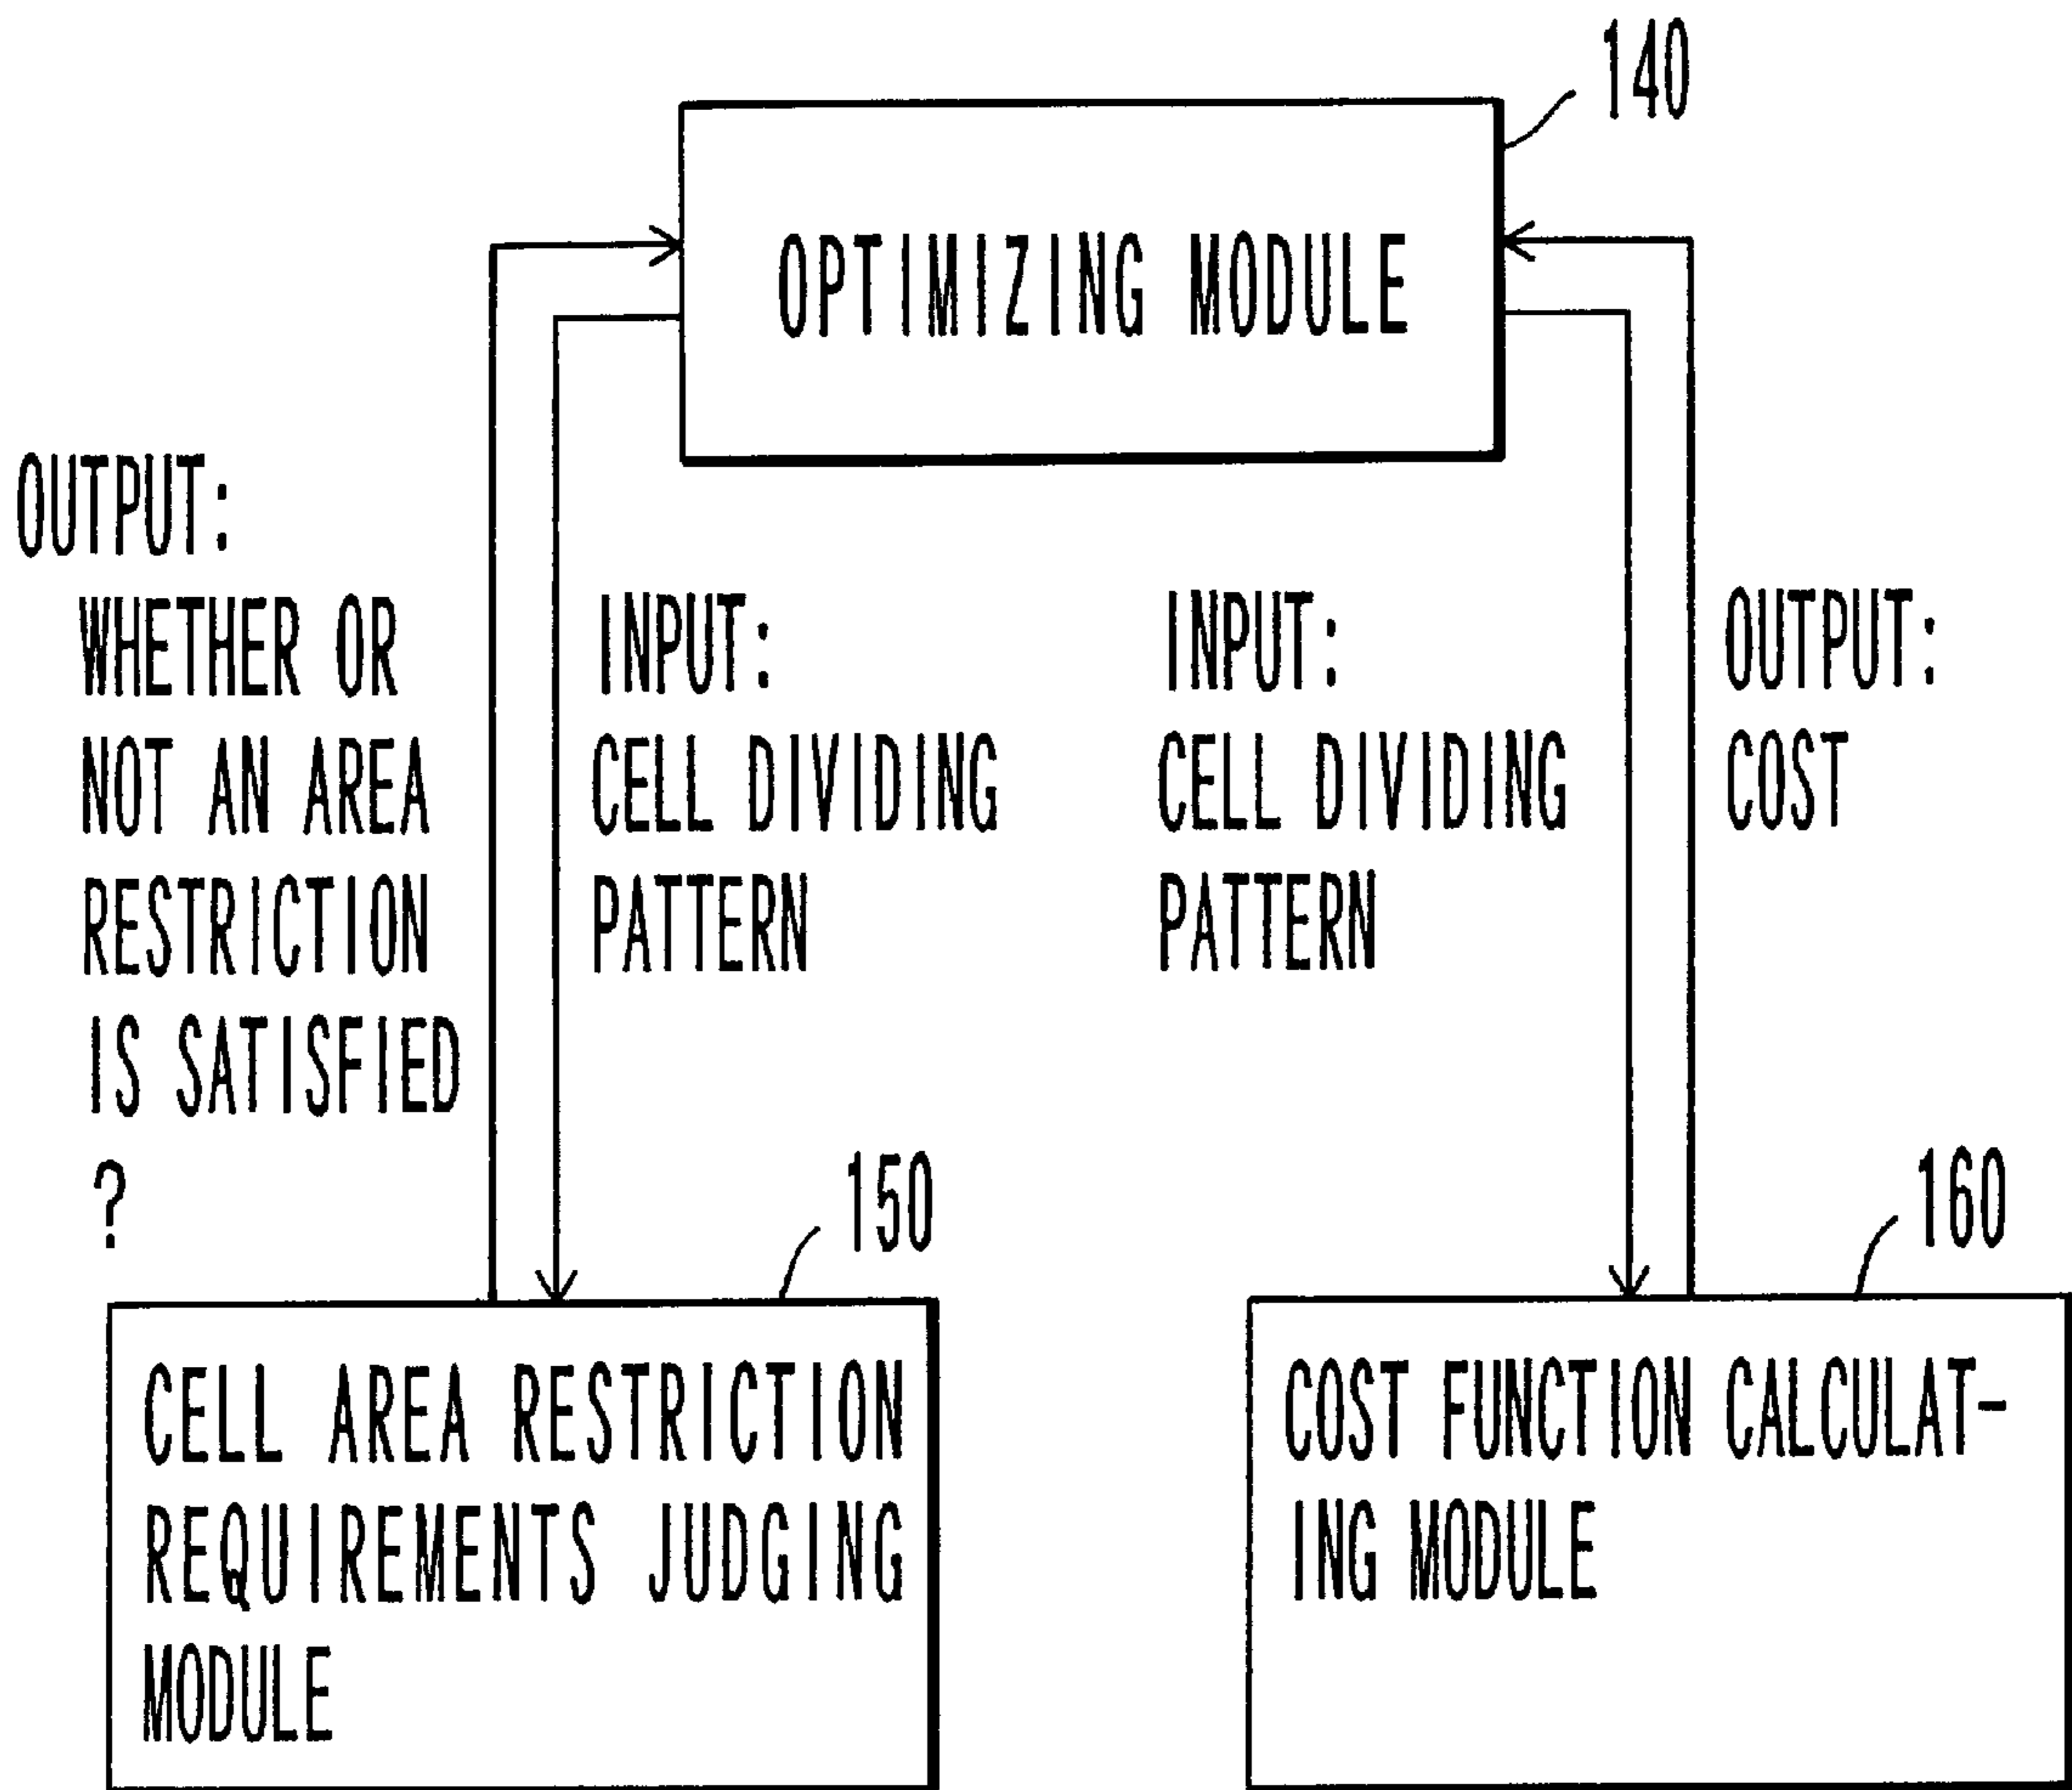 140
OPTIMIZING MODULE
OUTPUT:
WHETHER OR
NOT AN AREA
RESTRICTION
IS SATISFIED
?
INPUT:
CELL DIVIDING
PATTERN
INPUT:
CELL DIVIDING
PATTERN
OUTPUT:
COST
150
CELL AREA RESTRICTION
REQUIREMENTS JUDGING
MODULE
160
COST FUNCTION CALCULAT-
ING MODULE